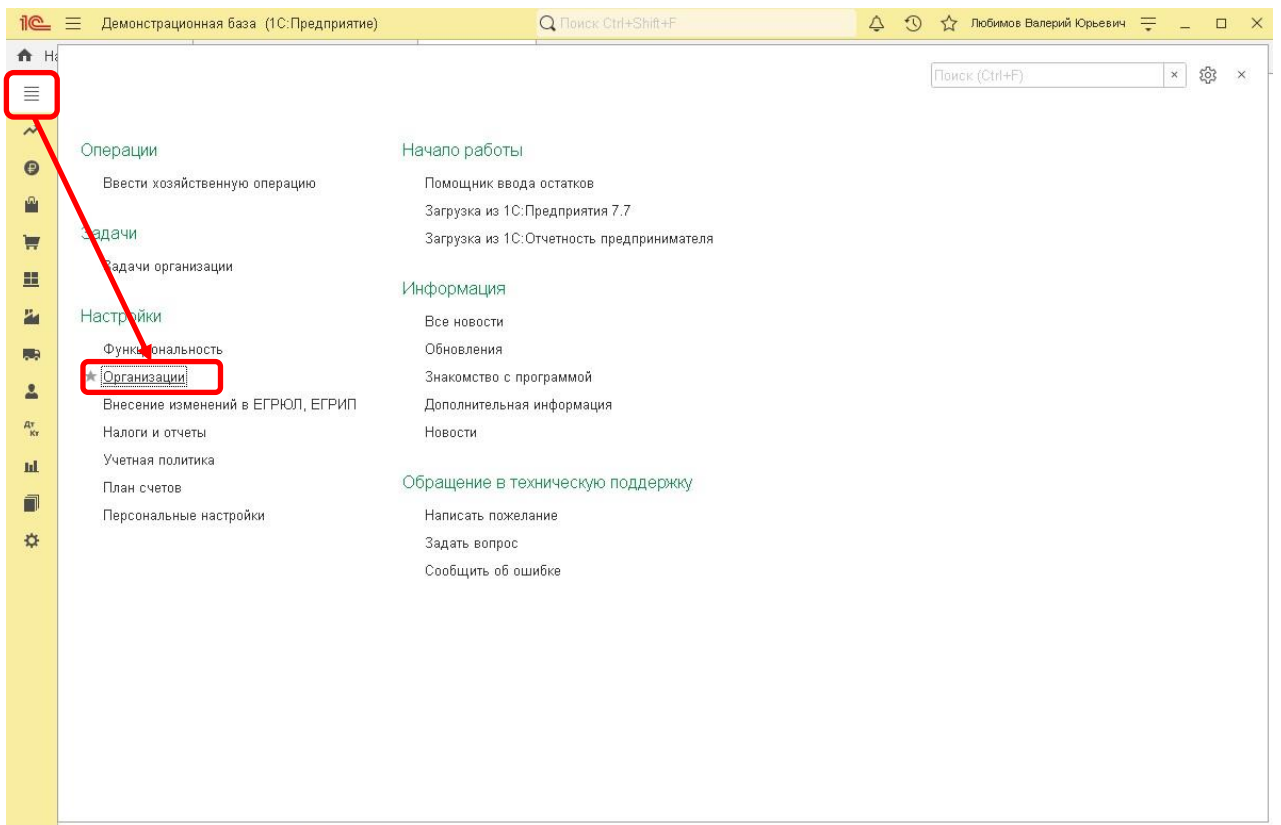 1С Демонстрационная база (1С:Предприятие) Поиск Ctrl+Shift+F Любимов Валерий Юрьевич
На
Поиск (Ctrl+F)
Операции
Ввести хозяйственную операцию
Задачи
Задачи организации
Настройки
Функциональность
Организации
Внесение изменений в ЕГРЮЛ, ЕГРИП
Налоги и отчеты
Учетная политика
План счетов
Персональные настройки
Начало работы
Помощник ввода остатков
Загрузка из 1С:Предприятия 7.7
Загрузка из 1С:Отчетность предпринимателя
Информация
Все новости
Обновления
Знакомство с программой
Дополнительная информация
Новости
Обращение в техническую поддержку
Написать пожелание
Задать вопрос
Сообщить об ошибке
Дт
Кт